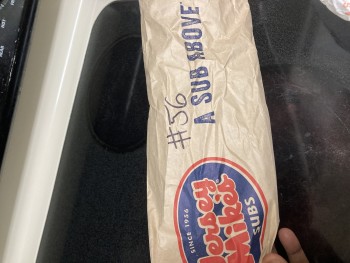 #56
A SUB ABOVE
SINCE 1956
Jersey
Mike's
SUBS